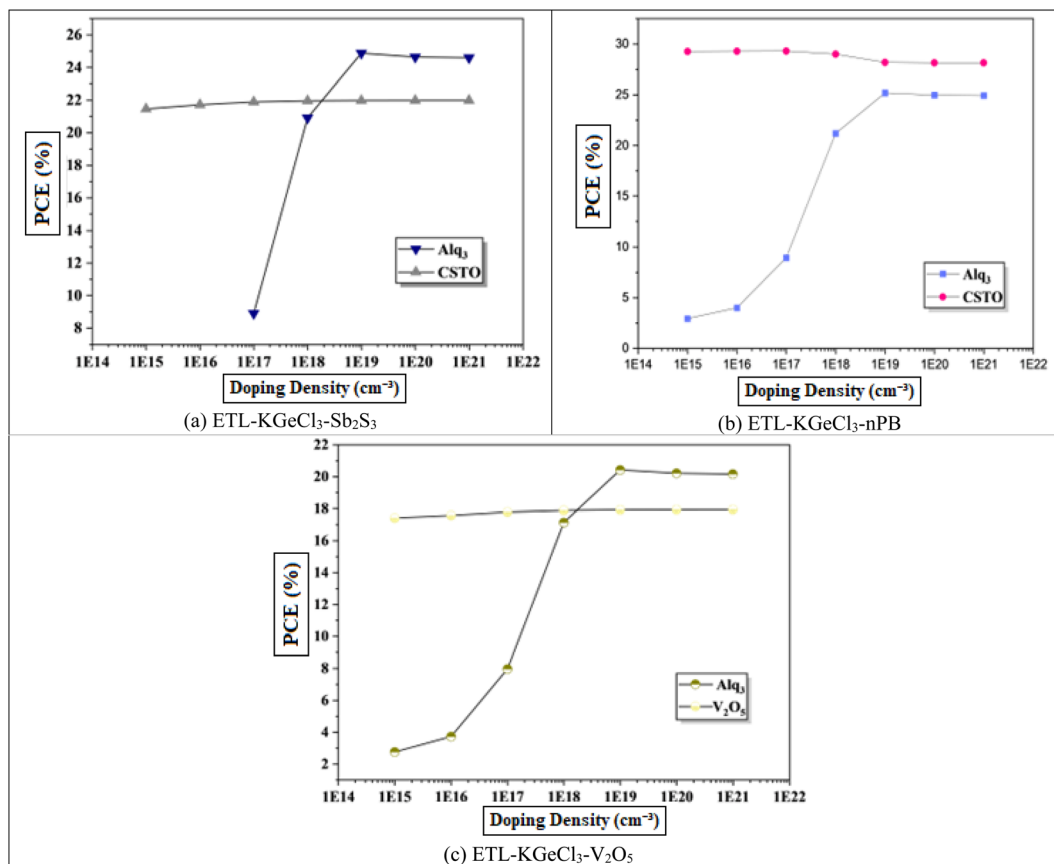 26
24
22
20
18
16
14
12
10
8
PCE (%)
Alq₃
CSTO
1E14 1E15 1E16 1E17 1E18 1E19 1E20 1E21 1E22
Doping Density (cm⁻³)
(a) ETL-KGeCl₃-Sb₂S₃
30
25
20
15
10
5
0
PCE (%)
Alq₃
CSTO
1E14 1E15 1E16 1E17 1E18 1E19 1E20 1E21 1E22
Doping Density (cm⁻³)
(b) ETL-KGeCl₃-nPB
22
20
18
16
14
12
10
8
6
4
2
PCE (%)
Alq₃
V₂O₅
1E14 1E15 1E16 1E17 1E18 1E19 1E20 1E21 1E22
Doping Density (cm⁻³)
(c) ETL-KGeCl₃-V₂O₅